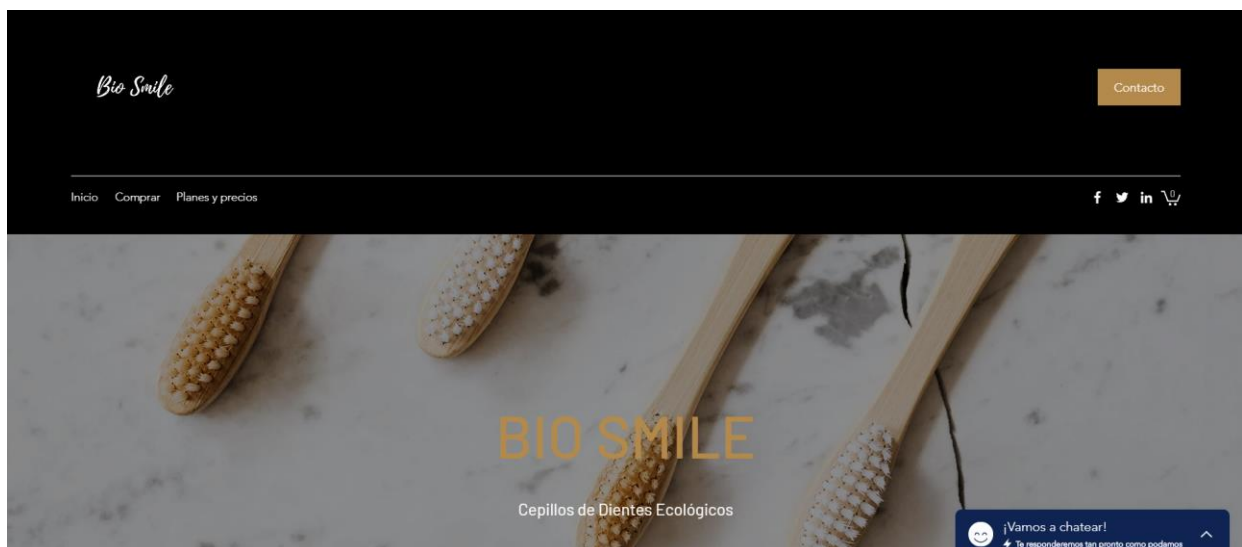 Bio Smile
Contacto
Inicio Comprar Planes y precios
0
BIO SMILE
Cepillos de Dientes Ecológicos
¡Vamos a chatear!
Te responderemos tan pronto como podamos